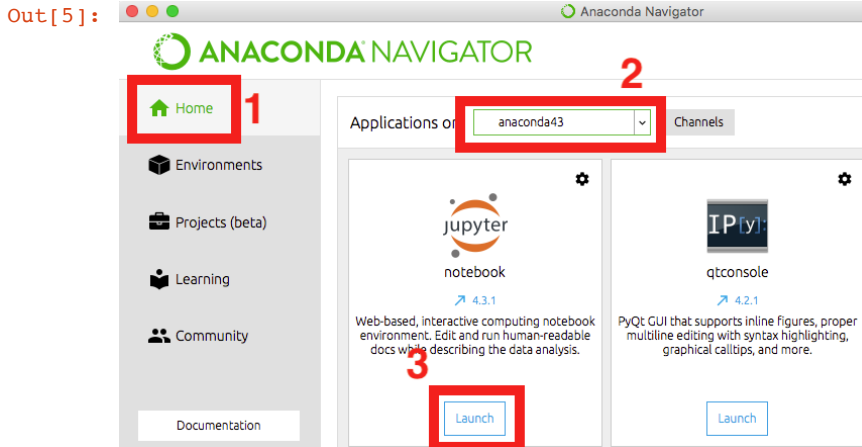 Out[5]:
Anaconda Navigator
ANACONDA NAVIGATOR
1
Home
2
Applications on
anaconda43
Channels
Environments
Projects (beta)
Learning
Community
Documentation
jupyter
notebook
4.3.1
Web-based, interactive computing notebook
environment. Edit and run human-readable
docs while describing the data analysis.
3
Launch
IP[y]:
qtconsole
4.2.1
PyQt GUI that supports inline figures, proper
multiline editing with syntax highlighting,
graphical calltips, and more.
Launch